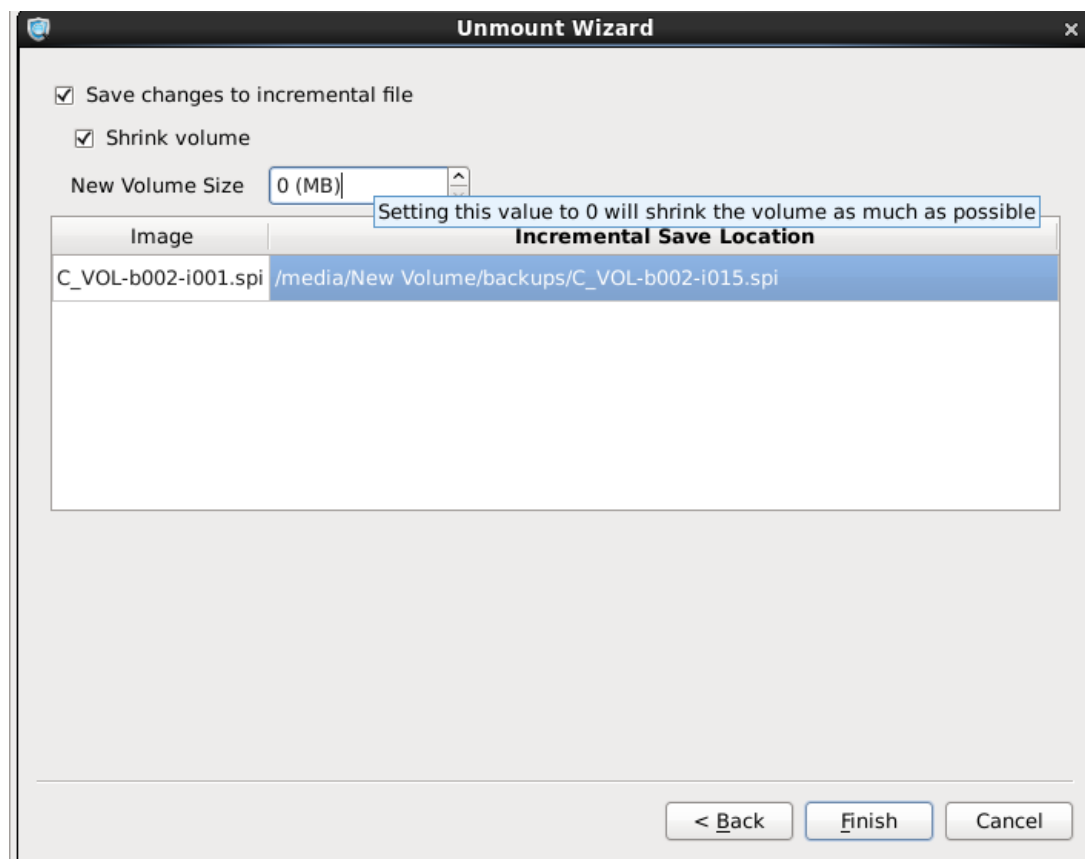 Unmount Wizard
Save changes to incremental file
Shrink volume
New Volume Size 0 (MB)
Setting this value to 0 will shrink the volume as much as possible
Image Incremental Save Location
C_VOL-b002-i001.spi /media/New Volume/backups/C_VOL-b002-i015.spi
< Back Finish Cancel